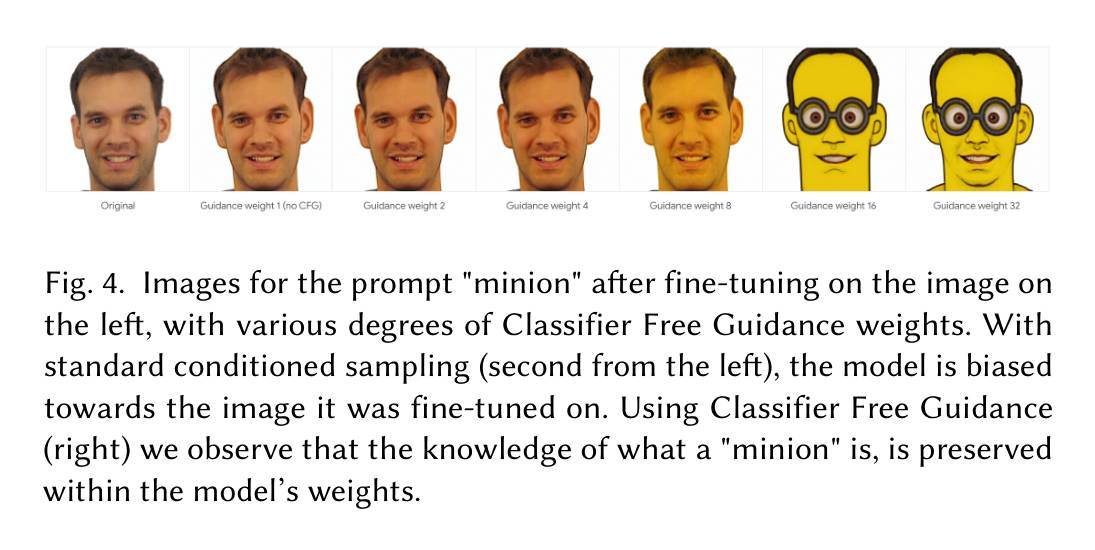 Original
Guidance weight 1 (no CFG)
Guidance weight 2
Guidance weight 4
Guidance weight 8
Guidance weight 16
Guidance weight 32
Fig. 4. Images for the prompt "minion" after fine-tuning on the image on
the left, with various degrees of Classifier Free Guidance weights. With
standard conditioned sampling (second from the left), the model is biased
towards the image it was fine-tuned on. Using Classifier Free Guidance
(right) we observe that the knowledge of what a "minion" is, is preserved
within the model’s weights.